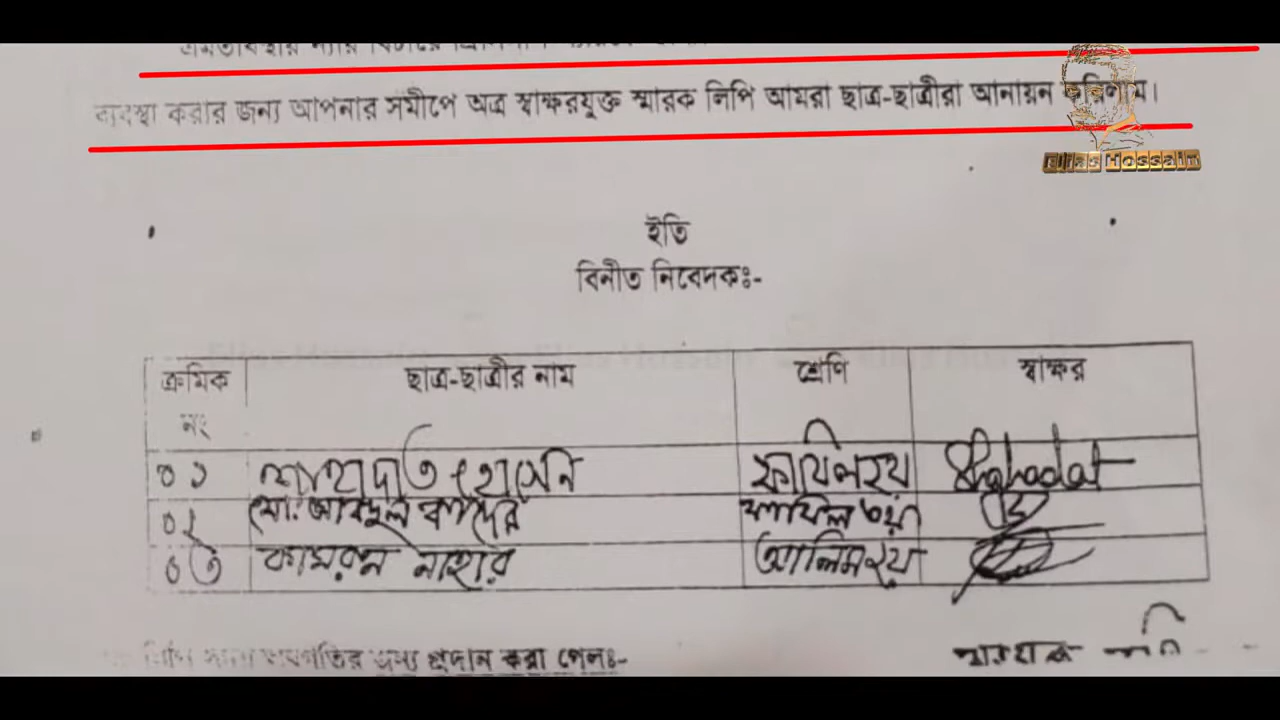 ব্যবস্থা করার জন্য আপনার সমীপে অত্র স্বাক্ষরযুক্ত স্মারক লিপি আমরা ছাত্র-ছাত্রীরা আনায়ন করিলাম।
Elias Hossain
ইতি
বিনীত নিবেদকঃ-
ক্রমিক নং ছাত্র-ছাত্রীর নাম শ্রেণি স্বাক্ষর
০১ শাহাদাত হোসেন ফাযিল ২য় Shahadat
০২ মো: আবদুল কাদের ফাযিল ৩য়
০৩ কামরুন নাহার আলিম ২য়
জন্য প্রদান করা গেলঃ-